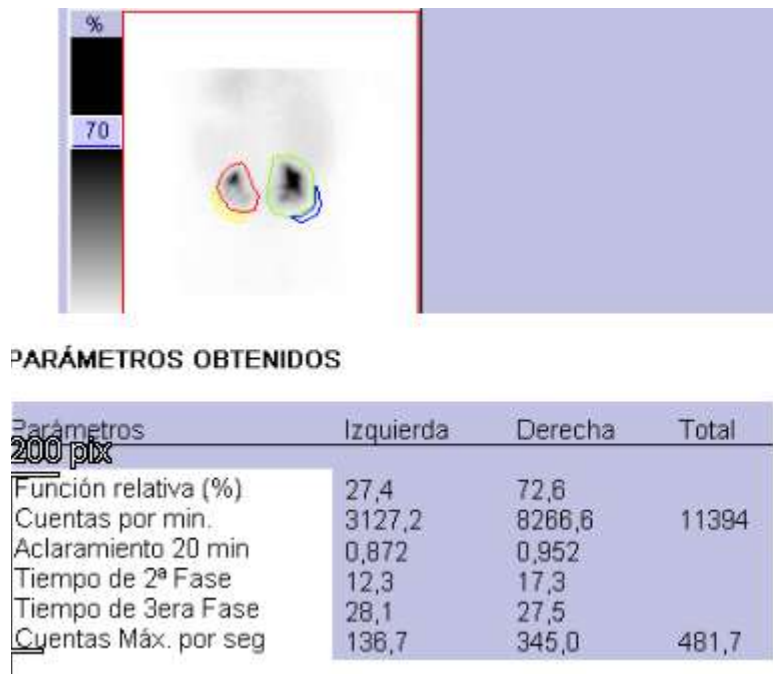 %
70
PARÁMETROS OBTENIDOS
Parámetros Izquierda Derecha Total
200 pix
Función relativa (%) 27,4 72,6
Cuentas por min. 3127,2 8266,6 11394
Aclaramiento 20 min 0,872 0,952
Tiempo de 2ª Fase 12,3 17,3
Tiempo de 3era Fase 28,1 27,5
Cuentas Máx. por seg 136,7 345,0 481,7